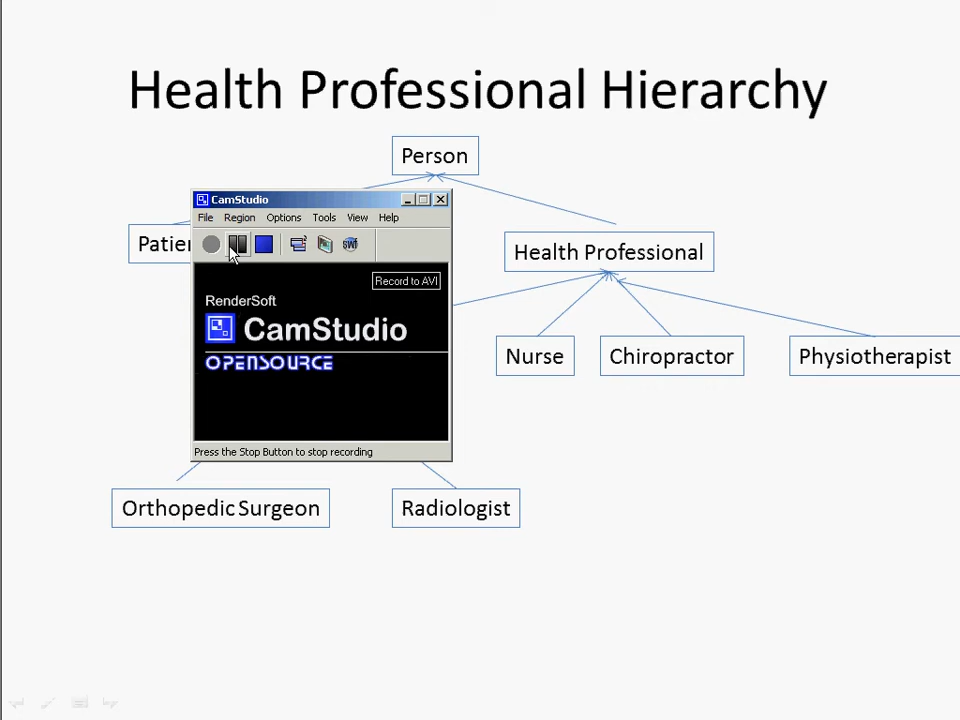 Health Professional Hierarchy
Person
CamStudio
File Region Options Tools View Help
SWF
Record to AVI
RenderSoft
CamStudio
OPENSOURCE
Press the Stop Button to stop recording
Health Professional
Nurse
Chiropractor
Physiotherapist
Orthopedic Surgeon
Radiologist